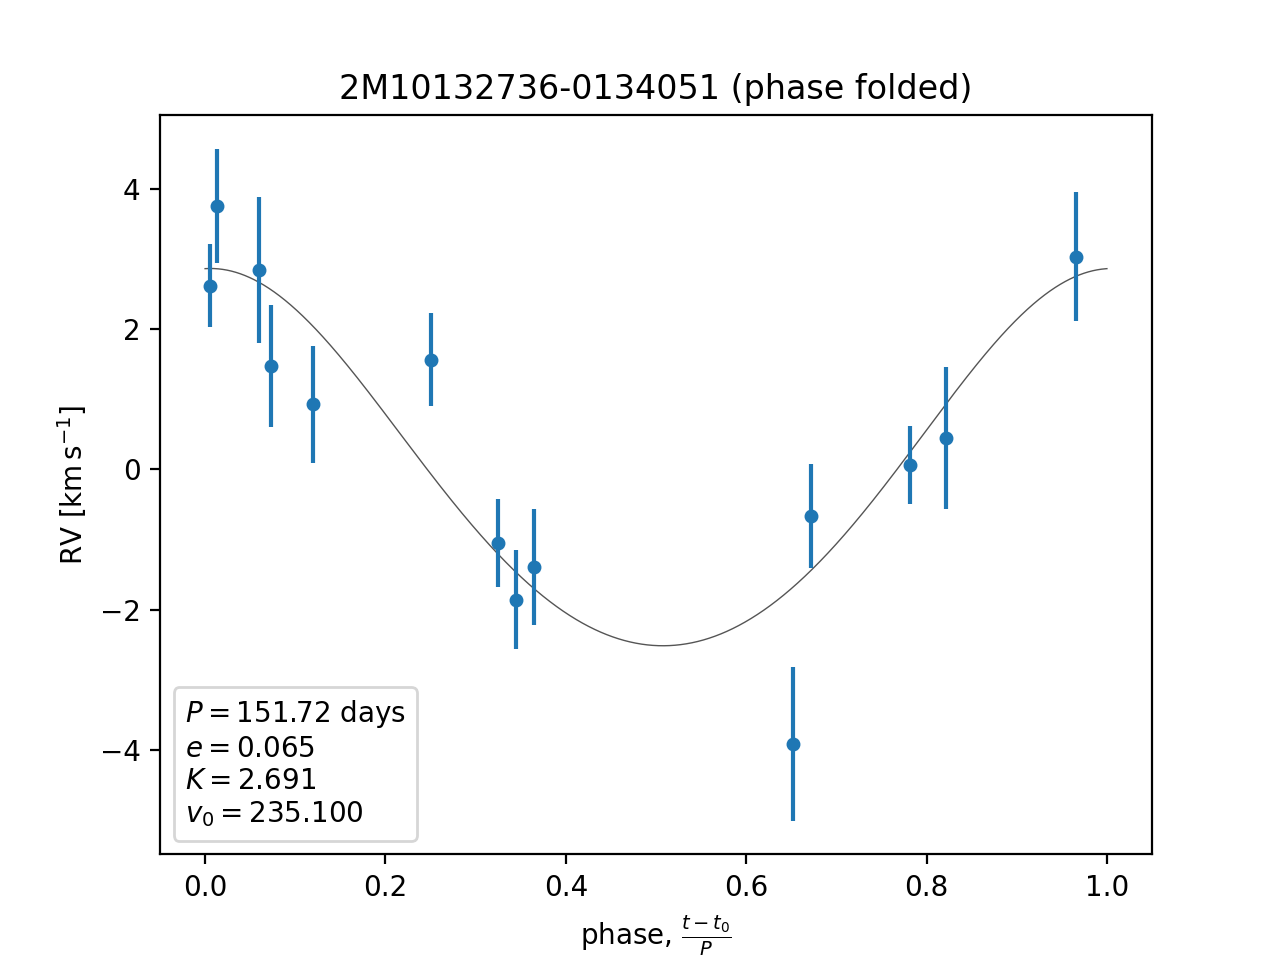 2M10132736-0134051 (phase folded)
RV [km s⁻¹]
4
2
0
−2
−4
P = 151.72 days
e = 0.065
K = 2.691
v₀ = 235.100
0.0 0.2 0.4 0.6 0.8 1.0
phase, (t − t₀)/P